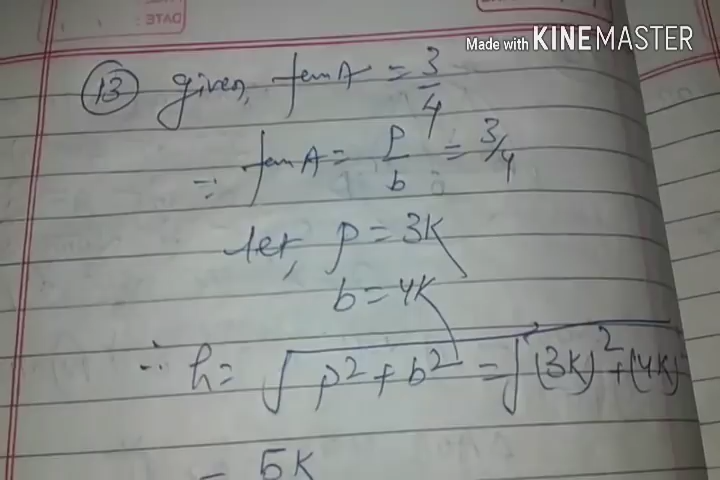 DATE :
Made with KINEMASTER
13 given, tan A = 3/4
∵ tan A = p/b = 3/4
let, p = 3K
b = 4K
∴ h = √p² + b² = √(3K)² + (4K)
= 5K